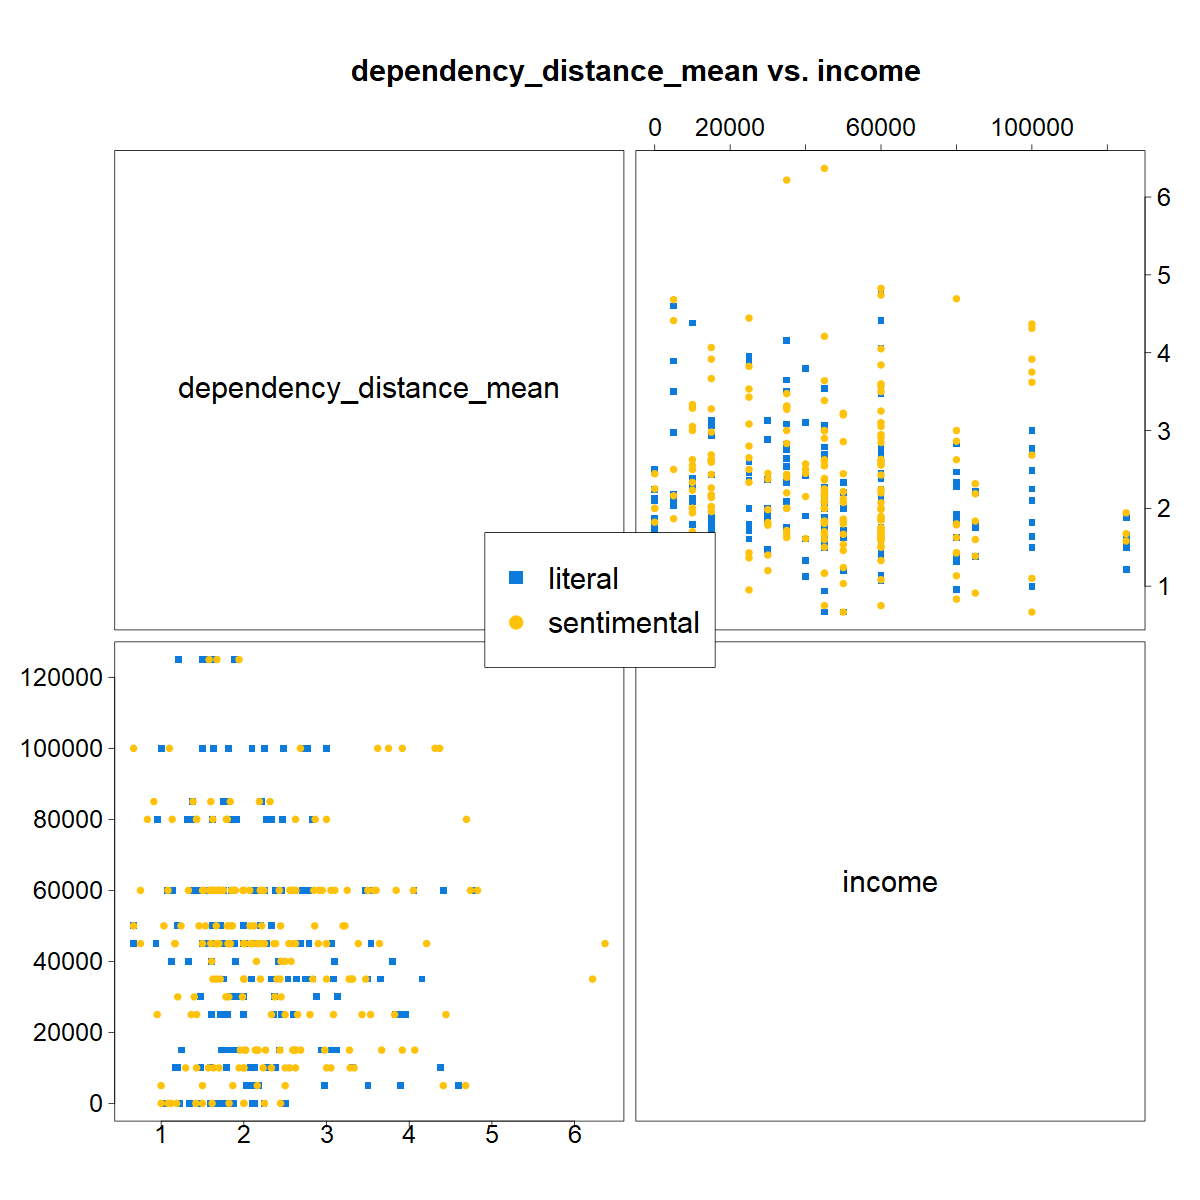 dependency_distance_mean vs. income
0 20000 60000 100000
dependency_distance_mean
6
5
4
3
2
1
literal
sentimental
120000
100000
80000
60000
40000
20000
0
income
1 2 3 4 5 6